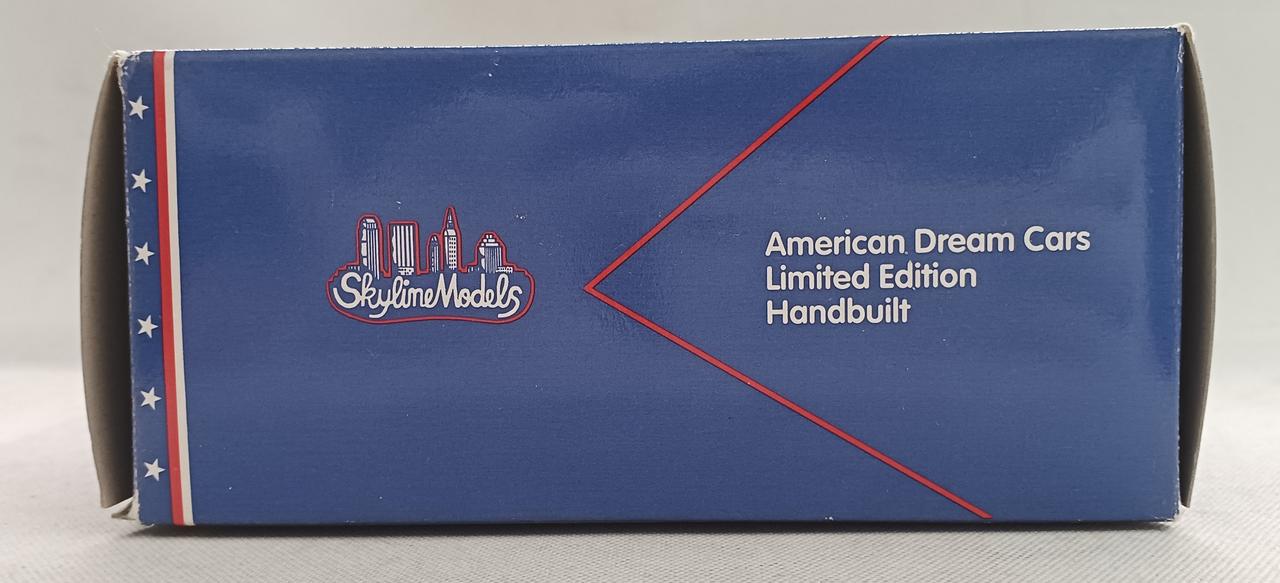 SkylineModels
American Dream Cars
Limited Edition
Handbuilt